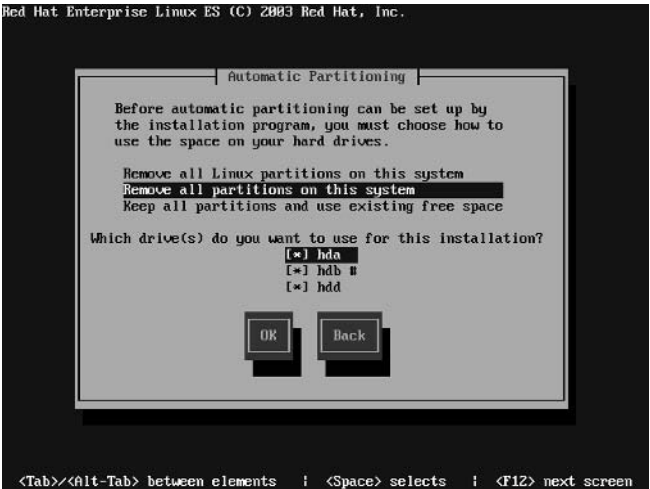 Red Hat Enterprise Linux ES (C) 2003 Red Hat, Inc.
Automatic Partitioning
Before automatic partitioning can be set up by
the installation program, you must choose how to
use the space on your hard drives.
Remove all Linux partitions on this system
Remove all partitions on this system
Keep all partitions and use existing free space
Which drive(s) do you want to use for this installation?
[*] hda
[*] hdb #
[*] hdd
OK Back
<Tab>/<Alt-Tab> between elements | <Space> selects | <F12> next screen